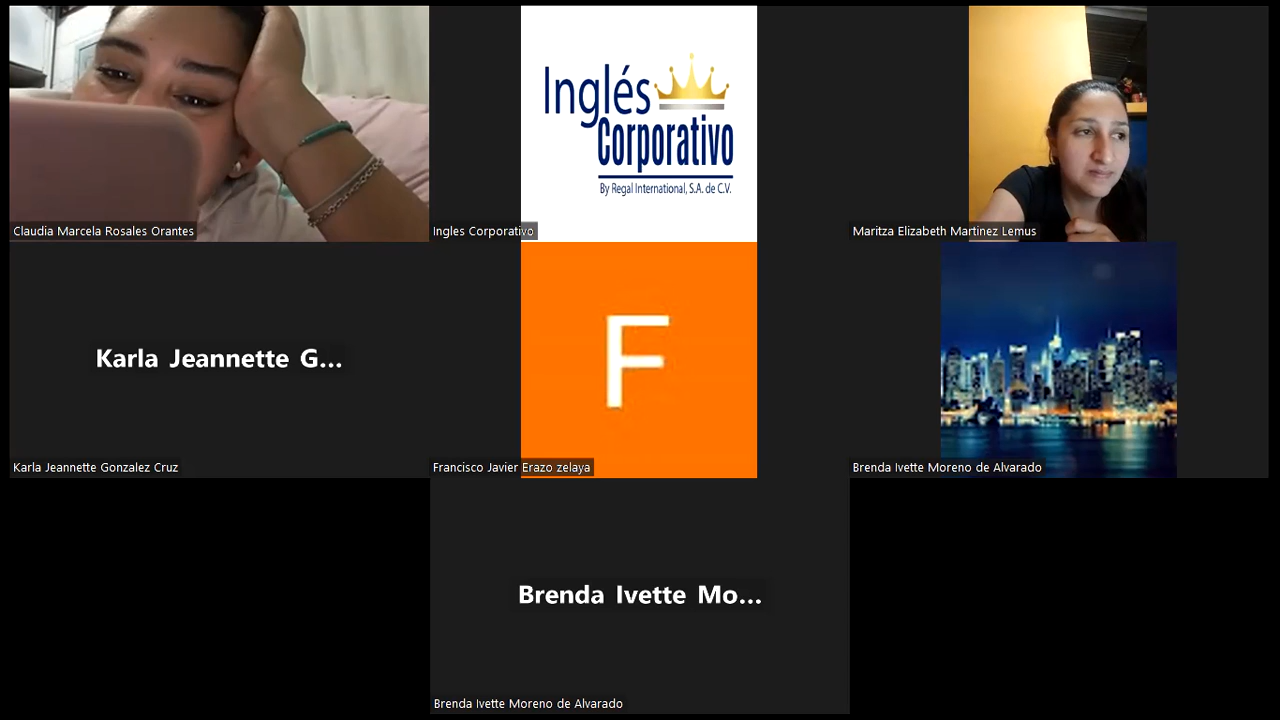 Inglés
Corporativo
By Regal International, S.A. de C.V.
Claudia Marcela Rosales Orantes
Ingles Corporativo
Maritza Elizabeth Martinez Lemus
Karla Jeannette G...
F
Karla Jeannette Gonzalez Cruz
Francisco Javier Erazo zelaya
Brenda Ivette Moreno de Alvarado
Brenda Ivette Mo...
Brenda Ivette Moreno de Alvarado